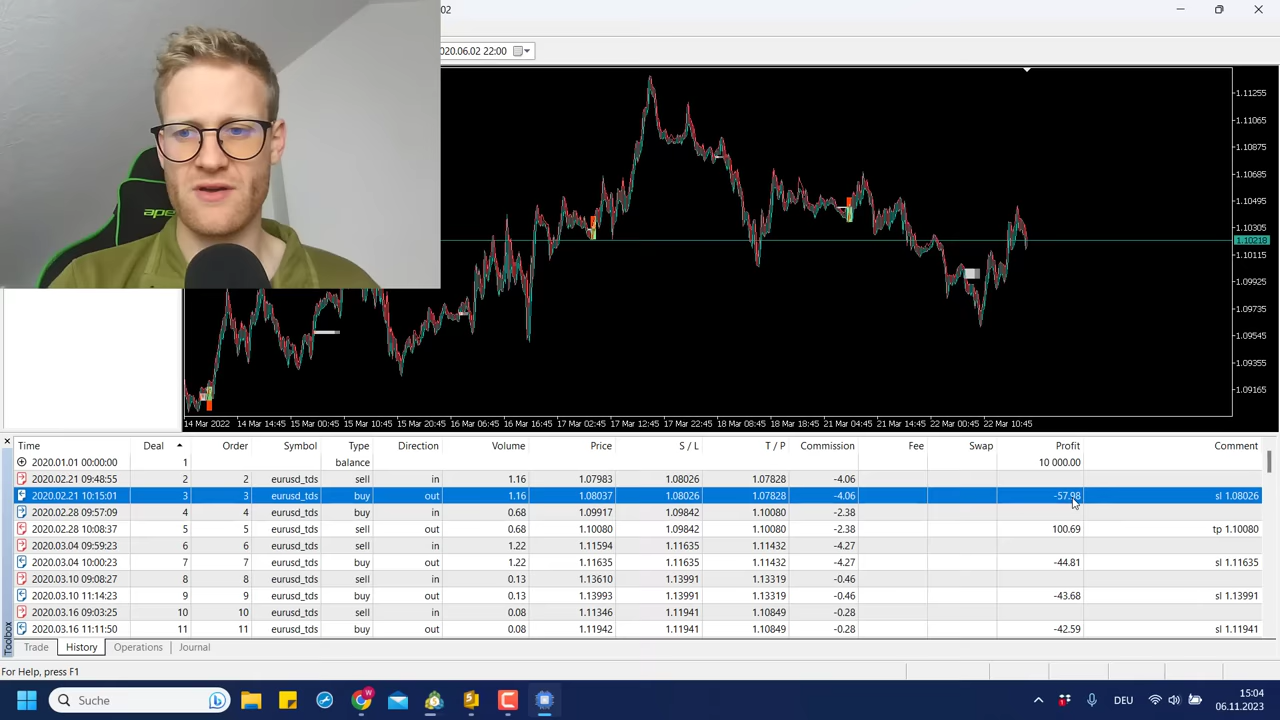 02
2020.06.02 22:00
ape
1.11255
1.11065
1.10875
1.10685
1.10495
1.10305
1.10218
1.10115
1.09925
1.09735
1.09545
1.09355
1.09165
14 Mar 2022 14 Mar 14:45 15 Mar 00:45 15 Mar 10:45 16 Mar 06:45 16 Mar 16:45 17 Mar 02:45 17 Mar 12:45 17 Mar 22:45 18 Mar 08:45 18 Mar 18:45 21 Mar 04:45 21 Mar 14:45 22 Mar 00:45 22 Mar 10:45
Time Deal Order Symbol Type Direction Volume Price S / L T / P Commission Fee Swap Profit Comment
2020.01.01 00:00:00 1 balance 10 000.00
2020.02.21 09:48:55 2 2 eurusd_tds sell in 1.16 1.07983 1.08026 1.07828 -4.06
2020.02.21 10:15:01 3 3 eurusd_tds buy out 1.16 1.08037 1.08026 1.07828 -4.06 -57.98 sl 1.08026
2020.02.28 09:57:09 4 4 eurusd_tds buy in 0.68 1.09917 1.09842 1.10080 -2.38
2020.02.28 10:08:37 5 5 eurusd_tds sell out 0.68 1.10080 1.09842 1.10080 -2.38 100.69 tp 1.10080
2020.03.04 09:59:23 6 6 eurusd_tds sell in 1.22 1.11594 1.11635 1.11432 -4.27
2020.03.04 10:00:23 7 7 eurusd_tds buy out 1.22 1.11635 1.11635 1.11432 -4.27 -44.81 sl 1.11635
2020.03.10 09:08:27 8 8 eurusd_tds sell in 0.13 1.13610 1.13991 1.13319 -0.46
2020.03.10 11:14:23 9 9 eurusd_tds buy out 0.13 1.13993 1.13991 1.13319 -0.46 -43.68 sl 1.13991
2020.03.16 09:03:25 10 10 eurusd_tds sell in 0.08 1.11346 1.11941 1.10849 -0.28
2020.03.16 11:11:50 11 11 eurusd_tds buy out 0.08 1.11942 1.11941 1.10849 -0.28 -42.59 sl 1.11941
Toolbox
Trade History Operations Journal
For Help, press F1
Suche DEU 15:04
06.11.2023